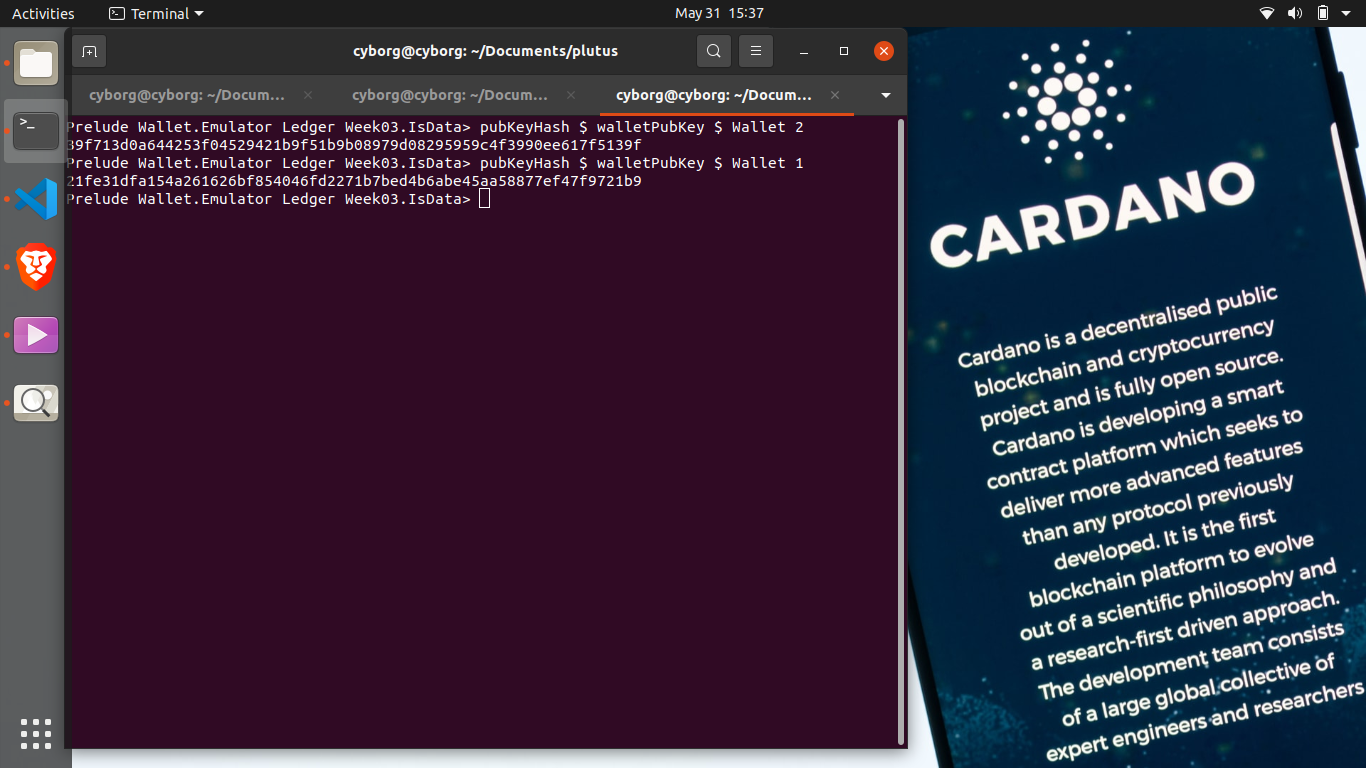 Activities
Terminal
May 31 15:37
cyborg@cyborg: ~/Documents/plutus
cyborg@cyborg: ~/Docum...
cyborg@cyborg: ~/Docum...
cyborg@cyborg: ~/Docum...
Prelude Wallet.Emulator Ledger Week03.IsData> pubKeyHash $ walletPubKey $ Wallet 2
39f713d0a644253f04529421b9f51b9b08979d08295959c4f3990ee617f5139f
Prelude Wallet.Emulator Ledger Week03.IsData> pubKeyHash $ walletPubKey $ Wallet 1
21fe31dfa154a261626bf854046fd2271b7bed4b6abe45aa58877ef47f9721b9
Prelude Wallet.Emulator Ledger Week03.IsData>
CARDANO
Cardano is a decentralised public
blockchain and cryptocurrency
project and is fully open source.
Cardano is developing a smart
contract platform which seeks to
deliver more advanced features
than any protocol previously
developed. It is the first
blockchain platform to evolve
out of a scientific philosophy and
a research-first driven approach.
The development team consists
of a large global collective of
expert engineers and researchers